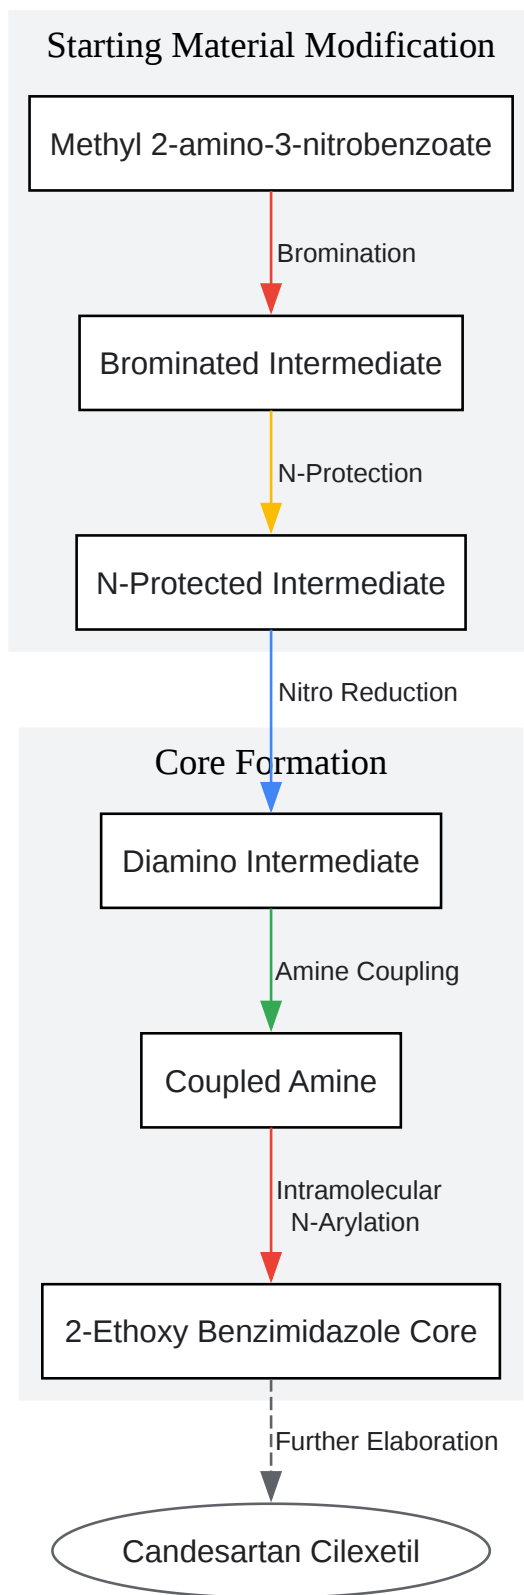 Starting Material Modification
Methyl 2-amino-3-nitrobenzoate
Bromination
Brominated Intermediate
N-Protection
N-Protected Intermediate
Nitro Reduction
Core Formation
Diamino Intermediate
Amine Coupling
Coupled Amine
Intramolecular
N-Arylation
2-Ethoxy Benzimidazole Core
Further Elaboration
Candesartan Cilexetil